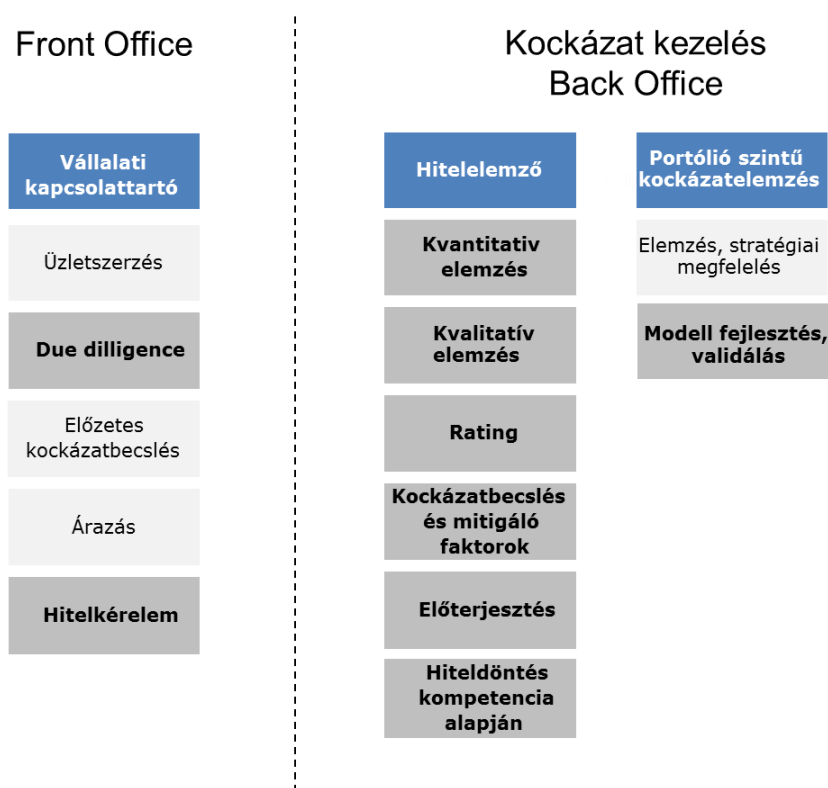 Front Office
Kockázat kezelés
Back Office
Vállalati
kapcsolattartó
Üzletszerzés
Due dilligence
Előzetes
kockázatbecslés
Árazás
Hitelkérelem
Hitelelemző
Kvantitativ
elemzés
Kvalitatív
elemzés
Rating
Kockázatbecslés
és mitigáló
faktorok
Előterjesztés
Hiteldöntés
kompetencia
alapján
Portólió szintű
kockázatelemzés
Elemzés, stratégiai
megfelelés
Modell fejlesztés,
validálás